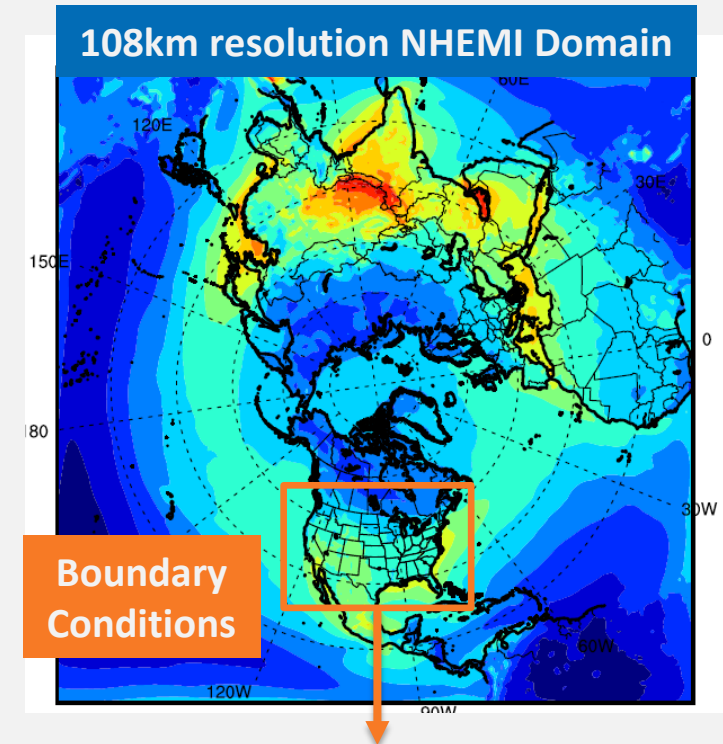 108km resolution NHEMI Domain
60E
120E
30E
150E
0
180
30W
Boundary
Conditions
60W
120W
90W